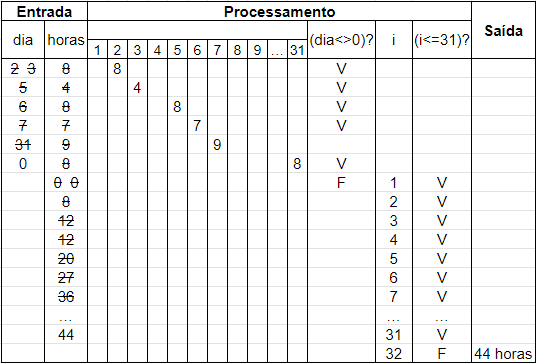 Entrada Processamento Saída
dia horas 1 2 3 4 5 6 7 8 9 ... 31 (dia<>0)? i (i<=31)?
2 3 8 8 V
5 4 4 V
6 8 8 V
7 7 7 V
31 9 9
0 8 8 V
0 0 F 1 V
8 2 V
12 3 V
12 4 V
20 5 V
27 6 V
36 7 V
... ... ...
44 31 V
32 F 44 horas